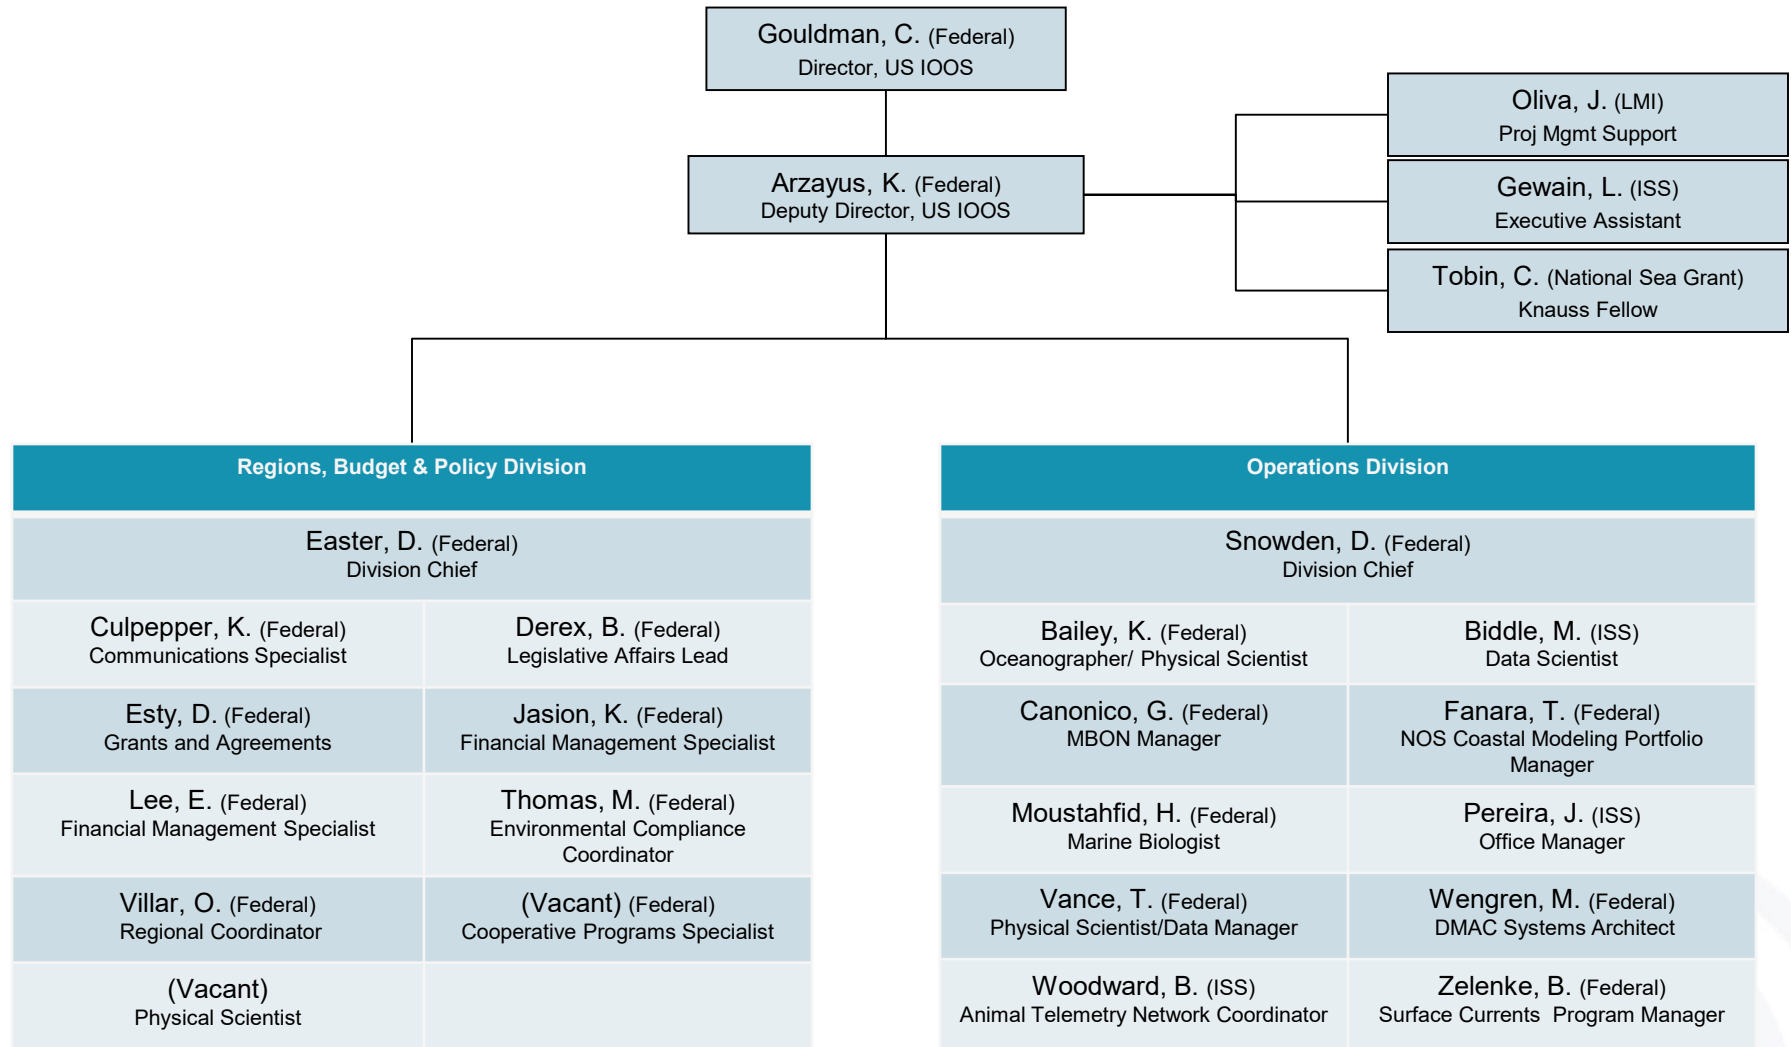 Gouldman, C. (Federal)
Director, US IOOS
Oliva, J. (LMI)
Proj Mgmt Support
Arzayus, K. (Federal)
Deputy Director, US IOOS
Gewain, L. (ISS)
Executive Assistant
Tobin, C. (National Sea Grant)
Knauss Fellow
Regions, Budget & Policy Division
Easter, D. (Federal)
Division Chief
Culpepper, K. (Federal)
Communications Specialist
Derex, B. (Federal)
Legislative Affairs Lead
Esty, D. (Federal)
Grants and Agreements
Jasion, K. (Federal)
Financial Management Specialist
Lee, E. (Federal)
Financial Management Specialist
Thomas, M. (Federal)
Environmental Compliance
Coordinator
Villar, O. (Federal)
Regional Coordinator
(Vacant) (Federal)
Cooperative Programs Specialist
(Vacant)
Physical Scientist
Operations Division
Snowden, D. (Federal)
Division Chief
Bailey, K. (Federal)
Oceanographer/ Physical Scientist
Biddle, M. (ISS)
Data Scientist
Canonico, G. (Federal)
MBON Manager
Fanara, T. (Federal)
NOS Coastal Modeling Portfolio
Manager
Moustahfid, H. (Federal)
Marine Biologist
Pereira, J. (ISS)
Office Manager
Vance, T. (Federal)
Physical Scientist/Data Manager
Wengren, M. (Federal)
DMAC Systems Architect
Woodward, B. (ISS)
Animal Telemetry Network Coordinator
Zelenke, B. (Federal)
Surface Currents  Program Manager